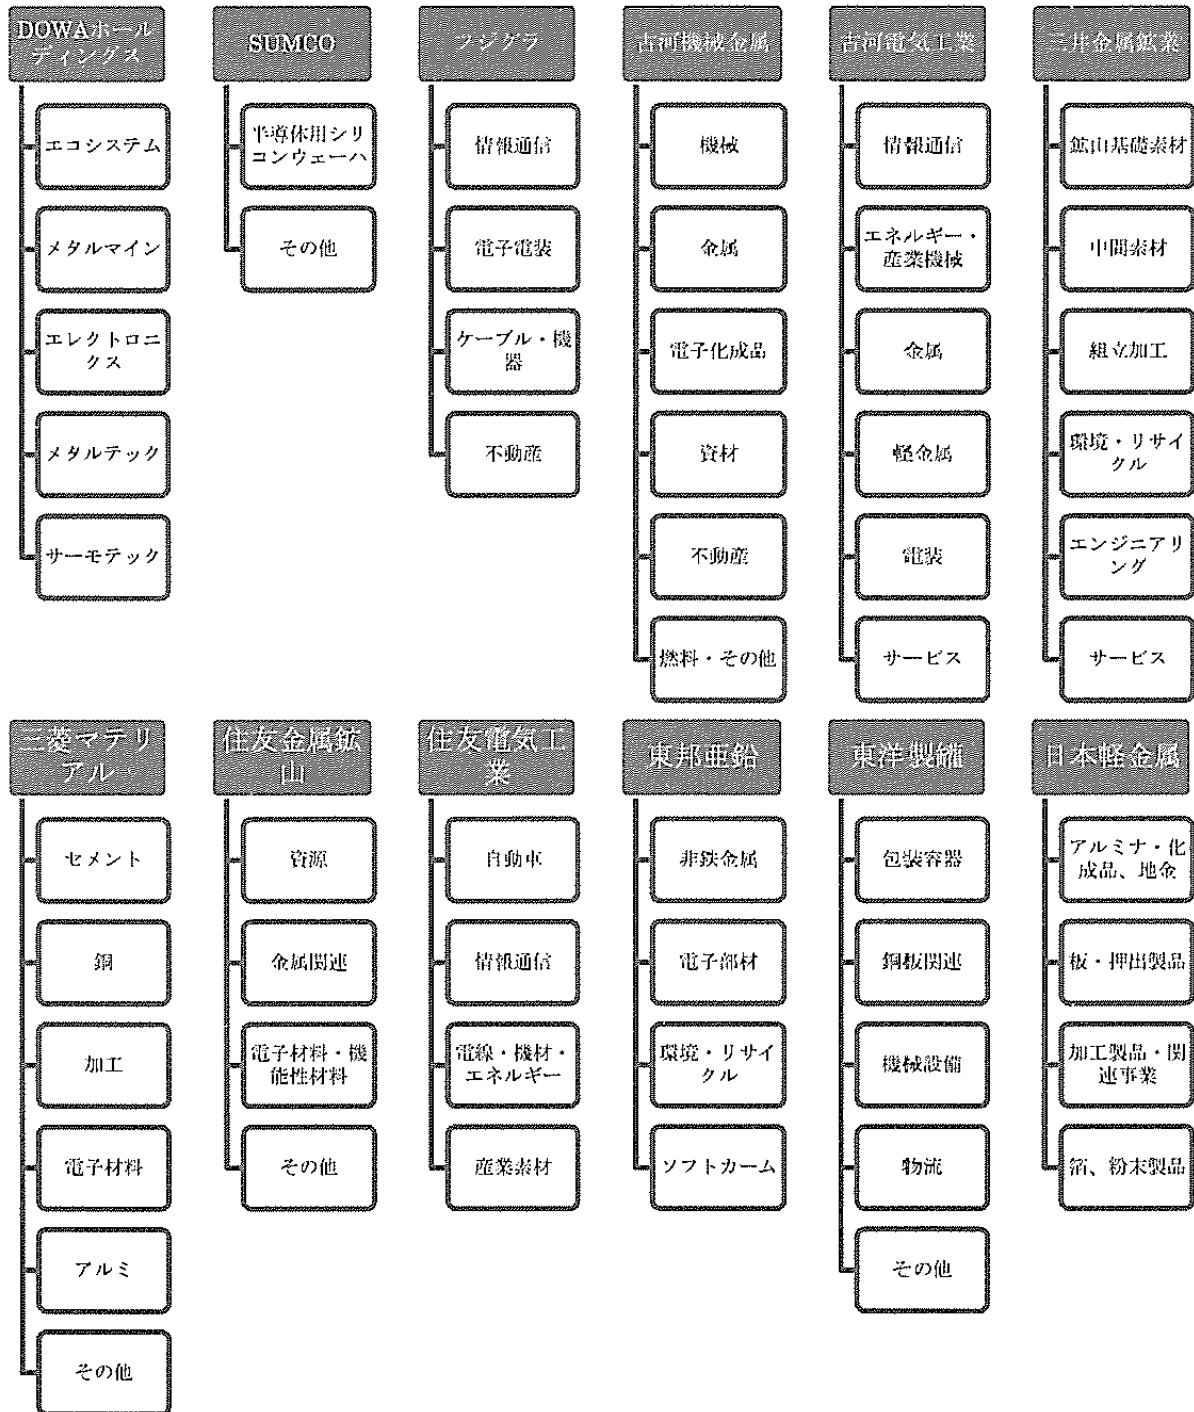 DOWAホール
ディングス
エコシステム
メタルマイン
エレクトロニ
クス
メタルテック
サーモテック
SUMCO
半導体用シリ
コンウェーハ
その他
フジクラ
情報通信
電子電装
ケーブル・機
器
不動産
古河機械金属
機械
金属
電子化成品
資材
不動産
燃料・その他
古河電気工業
情報通信
エネルギー・
産業機械
金属
軽金属
電装
サービス
三井金属鉱業
鉱山基礎素材
中間素材
組立加工
環境・リサイ
クル
エンジニアリ
ング
サービス
三菱マテリ
アル
セメント
銅
加工
電子材料
アルミ
その他
住友金属鉱
山
資源
金属関連
電子材料・機
能性材料
その他
住友電気工
業
自動車
情報通信
電線・機材・
エネルギー
産業素材
東邦亜鉛
非鉄金属
電子部材
環境・リサイ
クル
ソフトカーム
東洋製罐
包装容器
鋼板関連
機械設備
物流
その他
日本軽金属
アルミナ・化
成品、地金
板・押出製品
加工製品・関
連事業
箔、粉末製品